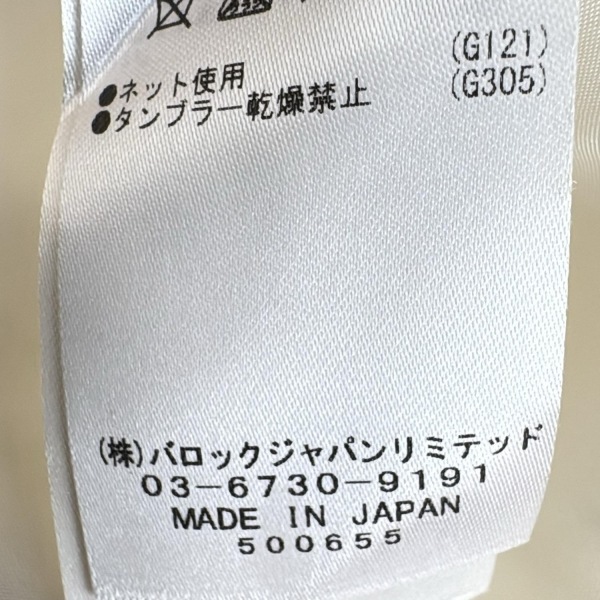 ●ネット使用 (G121)
●タンブラー乾燥禁止 (G305)
(株)バロックジャパンリミテッド
03-6730-9191
MADE IN JAPAN
500655